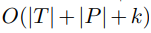 O(|T| + |P| + k)